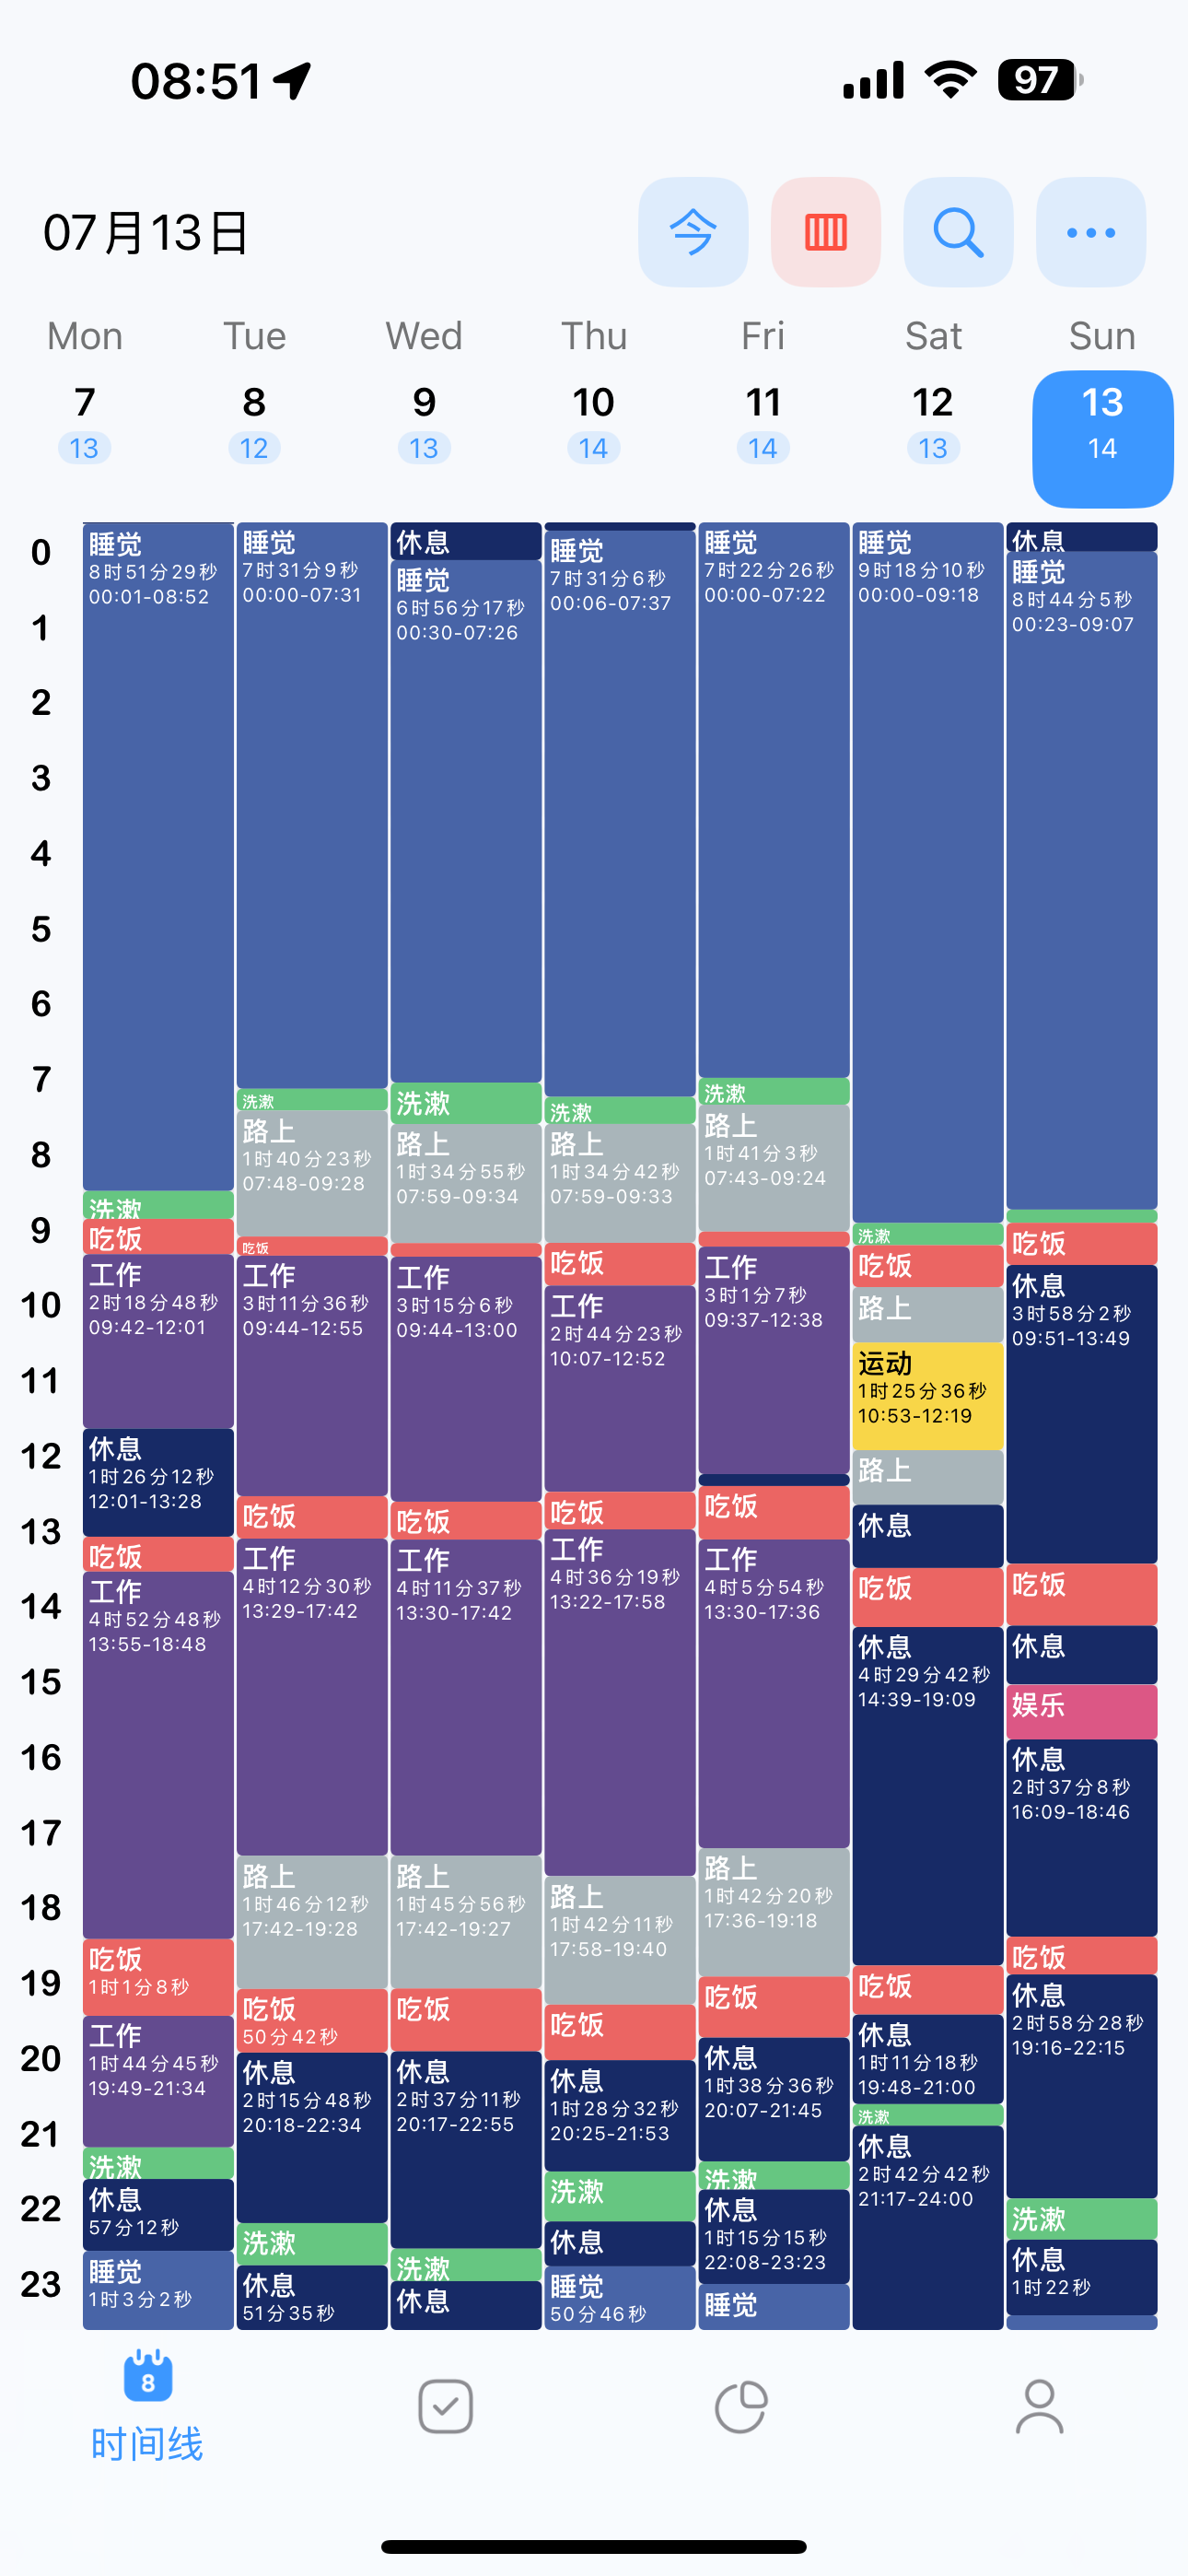 08:51
97
07月13日
今
Mon Tue Wed Thu Fri Sat Sun
7 8 9 10 11 12 13
13 12 13 14 14 13 14
0
1
2
3
4
5
6
7
8
9
10
11
12
13
14
15
16
17
18
19
20
21
22
23
睡觉
8时51分29秒
00:01-08:52
洗漱
吃饭
工作
2时18分48秒
09:42-12:01
休息
1时26分12秒
12:01-13:28
吃饭
工作
4时52分48秒
13:55-18:48
吃饭
1时1分8秒
工作
1时44分45秒
19:49-21:34
洗漱
休息
57分12秒
睡觉
1时3分2秒
睡觉
7时31分9秒
00:00-07:31
洗漱
路上
1时40分23秒
07:48-09:28
吃饭
工作
3时11分36秒
09:44-12:55
吃饭
工作
4时12分30秒
13:29-17:42
路上
1时46分12秒
17:42-19:28
吃饭
50分42秒
休息
2时15分48秒
20:18-22:34
洗漱
休息
51分35秒
休息
睡觉
6时56分17秒
00:30-07:26
洗漱
路上
1时34分55秒
07:59-09:34
工作
3时15分6秒
09:44-13:00
吃饭
工作
4时11分37秒
13:30-17:42
路上
1时45分56秒
17:42-19:27
吃饭
休息
2时37分11秒
20:17-22:55
洗漱
休息
睡觉
7时31分6秒
00:06-07:37
洗漱
路上
1时34分42秒
07:59-09:33
吃饭
工作
2时44分23秒
10:07-12:52
吃饭
工作
4时36分19秒
13:22-17:58
路上
1时42分11秒
17:58-19:40
吃饭
休息
1时28分32秒
20:25-21:53
洗漱
休息
睡觉
50分46秒
睡觉
7时22分26秒
00:00-07:22
洗漱
路上
1时41分3秒
07:43-09:24
工作
3时1分7秒
09:37-12:38
吃饭
工作
4时5分54秒
13:30-17:36
路上
1时42分20秒
17:36-19:18
吃饭
休息
1时38分36秒
20:07-21:45
洗漱
休息
1时15分15秒
22:08-23:23
睡觉
睡觉
9时18分10秒
00:00-09:18
洗漱
吃饭
路上
运动
1时25分36秒
10:53-12:19
路上
休息
吃饭
休息
4时29分42秒
14:39-19:09
吃饭
休息
1时11分18秒
19:48-21:00
洗漱
休息
2时42分42秒
21:17-24:00
休息
睡觉
8时44分5秒
00:23-09:07
吃饭
休息
3时58分2秒
09:51-13:49
吃饭
休息
娱乐
休息
2时37分8秒
16:09-18:46
吃饭
休息
2时58分28秒
19:16-22:15
洗漱
休息
1时22秒
8
时间线